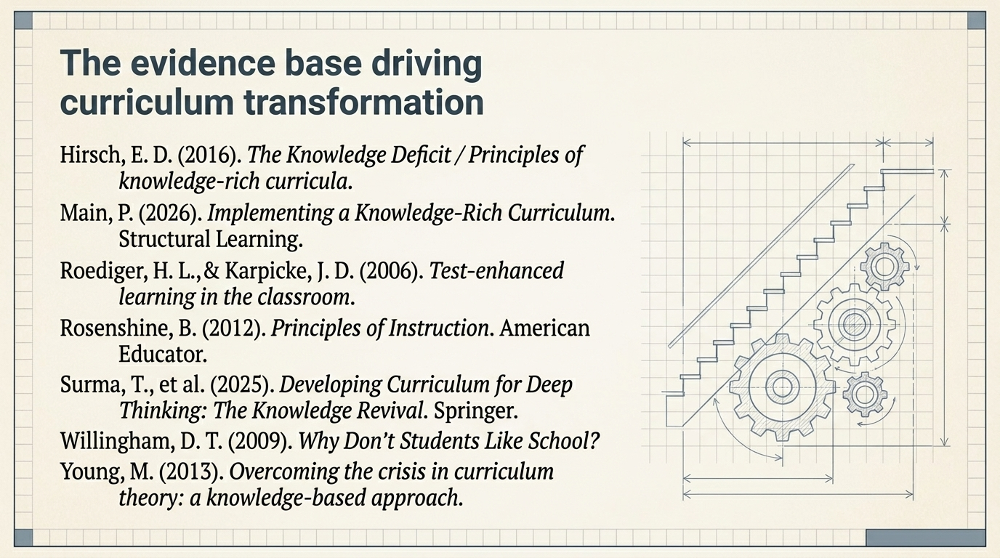 The evidence base driving
curriculum transformation
Hirsch, E. D. (2016). The Knowledge Deficit / Principles of
knowledge-rich curricula.
Main, P. (2026). Implementing a Knowledge-Rich Curriculum.
Structural Learning.
Roediger, H. L.,& Karpicke, J. D. (2006). Test-enhanced
learning in the classroom.
Rosenshine, B. (2012). Principles of Instruction. American
Educator.
Surma, T., et al. (2025). Developing Curriculum for Deep
Thinking: The Knowledge Revival. Springer.
Willingham, D. T. (2009). Why Don’t Students Like School?
Young, M. (2013). Overcoming the crisis in curriculum
theory: a knowledge-based approach.